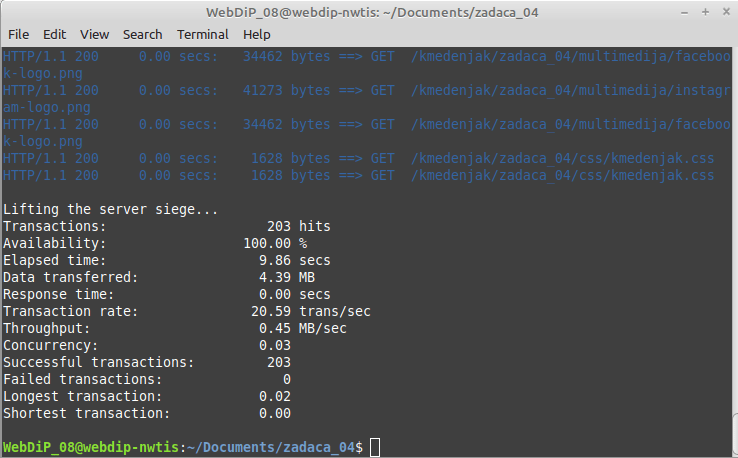 WebDiP_08@webdip-nwtis: ~/Documents/zadaca_04
File Edit View Search Terminal Help
HTTP/1.1 200     0.00 secs:   34462 bytes ==> GET  /kmedenjak/zadaca_04/multimedija/faceboo
k-logo.png
HTTP/1.1 200     0.00 secs:   41273 bytes ==> GET  /kmedenjak/zadaca_04/multimedija/instagr
am-logo.png
HTTP/1.1 200     0.00 secs:   34462 bytes ==> GET  /kmedenjak/zadaca_04/multimedija/faceboo
k-logo.png
HTTP/1.1 200     0.00 secs:    1628 bytes ==> GET  /kmedenjak/zadaca_04/css/kmedenjak.css
HTTP/1.1 200     0.00 secs:    1628 bytes ==> GET  /kmedenjak/zadaca_04/css/kmedenjak.css
Lifting the server siege...
Transactions:                    203 hits
Availability:                 100.00 %
Elapsed time:                   9.86 secs
Data transferred:               4.39 MB
Response time:                  0.00 secs
Transaction rate:              20.59 trans/sec
Throughput:                     0.45 MB/sec
Concurrency:                    0.03
Successful transactions:         203
Failed transactions:               0
Longest transaction:            0.02
Shortest transaction:           0.00
WebDiP_08@webdip-nwtis:~/Documents/zadaca_04$